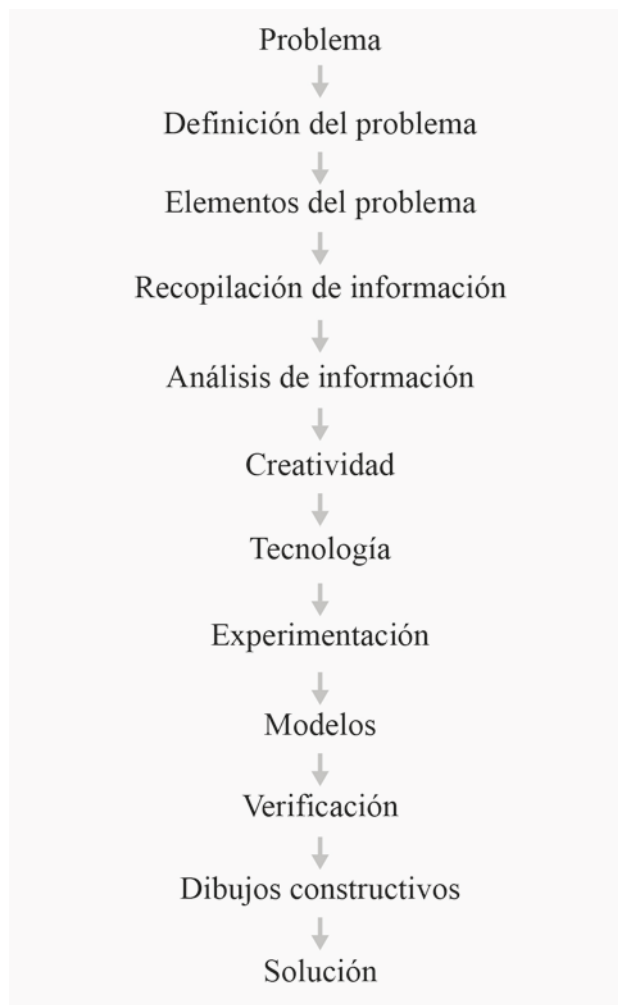 Problema
Definición del problema
Elementos del problema
Recopilación de información
Análisis de información
Creatividad
Tecnología
Experimentación
Modelos
Verificación
Dibujos constructivos
Solución